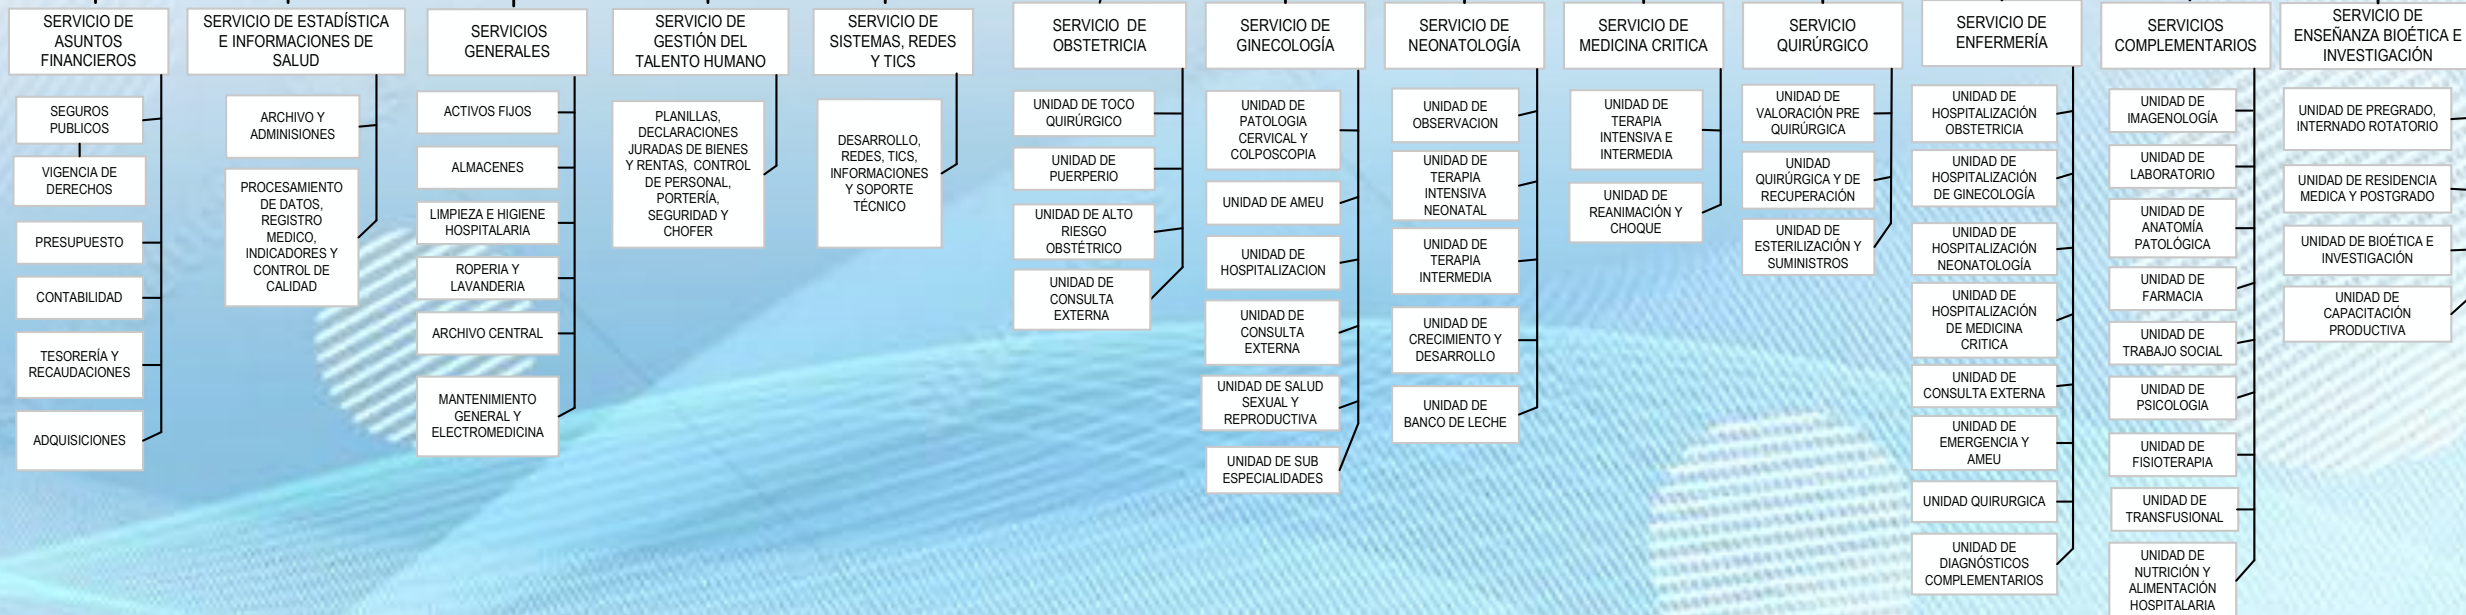 SERVICIO DE
ASUNTOS
FINANCIEROS
SEGUROS
PUBLICOS
VIGENCIA DE
DERECHOS
PRESUPUESTO
CONTABILIDAD
TESORERÍA Y
RECAUDACIONES
ADQUISICIONES
SERVICIO DE ESTADÍSTICA
E INFORMACIONES DE
SALUD
ARCHIVO Y
ADMINISIONES
PROCESAMIENTO
DE DATOS,
REGISTRO
MEDICO,
INDICADORES Y
CONTROL DE
CALIDAD
SERVICIOS
GENERALES
ACTIVOS FIJOS
ALMACENES
LIMPIEZA E HIGIENE
HOSPITALARIA
ROPERIA Y
LAVANDERIA
ARCHIVO CENTRAL
MANTENIMIENTO
GENERAL Y
ELECTROMEDICINA
SERVICIO DE
GESTIÓN DEL
TALENTO HUMANO
PLANILLAS,
DECLARACIONES
JURADAS DE BIENES
Y RENTAS, CONTROL
DE PERSONAL,
PORTERÍA,
SEGURIDAD Y
CHOFER
SERVICIO DE
SISTEMAS, REDES
Y TICS
DESARROLLO,
REDES, TICS,
INFORMACIONES
Y SOPORTE
TÉCNICO
SERVICIO DE
OBSTETRICIA
UNIDAD DE TOCO
QUIRÚRGICO
UNIDAD DE
PUERPERIO
UNIDAD DE ALTO
RIESGO
OBSTÉTRICO
UNIDAD DE
CONSULTA
EXTERNA
SERVICIO DE
GINECOLOGÍA
UNIDAD DE
PATOLOGIA
CERVICAL Y
COLPOSCOPIA
UNIDAD DE AMEU
UNIDAD DE
HOSPITALIZACION
UNIDAD DE
CONSULTA
EXTERNA
UNIDAD DE SALUD
SEXUAL Y
REPRODUCTIVA
UNIDAD DE SUB
ESPECIALIDADES
SERVICIO DE
NEONATOLOGÍA
UNIDAD DE
OBSERVACION
UNIDAD DE
TERAPIA
INTENSIVA
NEONATAL
UNIDAD DE
TERAPIA
INTERMEDIA
UNIDAD DE
CRECIMIENTO Y
DESARROLLO
UNIDAD DE
BANCO DE LECHE
SERVICIO DE
MEDICINA CRITICA
UNIDAD DE
TERAPIA
INTENSIVA E
INTERMEDIA
UNIDAD DE
REANIMACIÓN Y
CHOQUE
SERVICIO
QUIRÚRGICO
UNIDAD DE
VALORACIÓN PRE
QUIRÚRGICA
UNIDAD
QUIRÚRGICA Y DE
RECUPERACIÓN
UNIDAD DE
ESTERILIZACIÓN Y
SUMINISTROS
SERVICIO DE
ENFERMERÍA
UNIDAD DE
HOSPITALIZACIÓN
OBSTETRICIA
UNIDAD DE
HOSPITALIZACIÓN
DE GINECOLOGÍA
UNIDAD DE
HOSPITALIZACIÓN
NEONATOLOGÍA
UNIDAD DE
HOSPITALIZACIÓN
DE MEDICINA
CRITICA
UNIDAD DE
CONSULTA EXTERNA
UNIDAD DE
EMERGENCIA Y
AMEU
UNIDAD QUIRURGICA
UNIDAD DE
DIAGNÓSTICOS
COMPLEMENTARIOS
SERVICIOS
COMPLEMENTARIOS
UNIDAD DE
IMAGENOLOGÍA
UNIDAD DE
LABORATORIO
UNIDAD DE
ANATOMÍA
PATOLÓGICA
UNIDAD DE
FARMACIA
UNIDAD DE
TRABAJO SOCIAL
UNIDAD DE
PSICOLOGIA
UNIDAD DE
FISIOTERAPIA
UNIDAD DE
TRANSFUSIONAL
UNIDAD DE
NUTRICIÓN Y
ALIMENTACIÓN
HOSPITALARIA
SERVICIO DE
ENSEÑANZA BIOÉTICA E
INVESTIGACIÓN
UNIDAD DE PREGRADO,
INTERNADO ROTATORIO
UNIDAD DE RESIDENCIA
MEDICA Y POSTGRADO
UNIDAD DE BIOÉTICA E
INVESTIGACIÓN
UNIDAD DE
CAPACITACIÓN
PRODUCTIVA